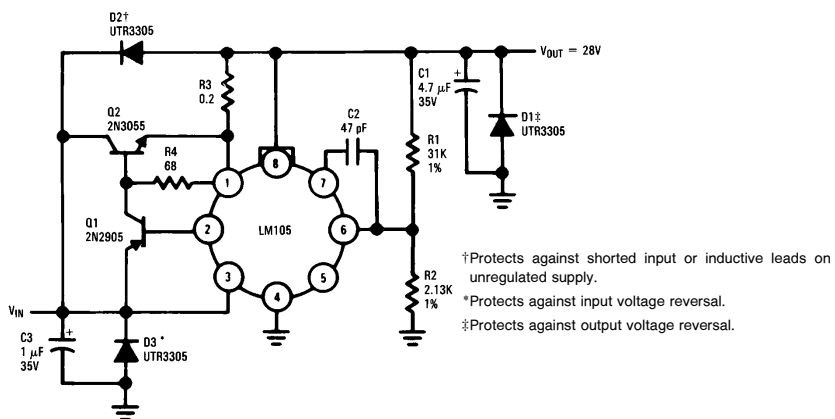 D2†
UTR3305
VOUT = 28V
R3
0.2
C1
4.7 μF
35V
+
D1‡
UTR3305
Q2
2N3055
C2
47 pF
R4
68
R1
31K
1%
1
8
7
Q1
2N2905
2
LM105
6
3
4
5
R2
2.13K
1%
VIN
C3
1 μF
35V
+
D3 *
UTR3305
†Protects against shorted input or inductive leads on
unregulated supply.
*Protects against input voltage reversal.
‡Protects against output voltage reversal.